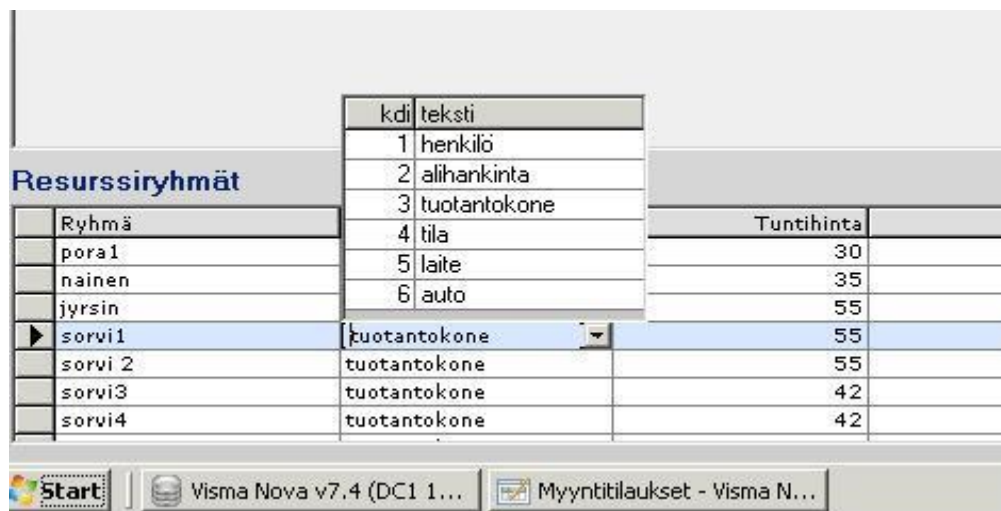 kdi teksti
1 henkilö
2 alihankinta
3 tuotantokone
4 tila
5 laite
6 auto
Resurssiryhmät
Ryhmä Tuntihinta
pora1 30
nainen 35
jyrsin 55
sorvi1 tuotantokone 55
sorvi 2 tuotantokone 55
sorvi3 tuotantokone 42
sorvi4 tuotantokone 42
Start Visma Nova v7.4 (DC1 1... Myyntitilaukset - Visma N...